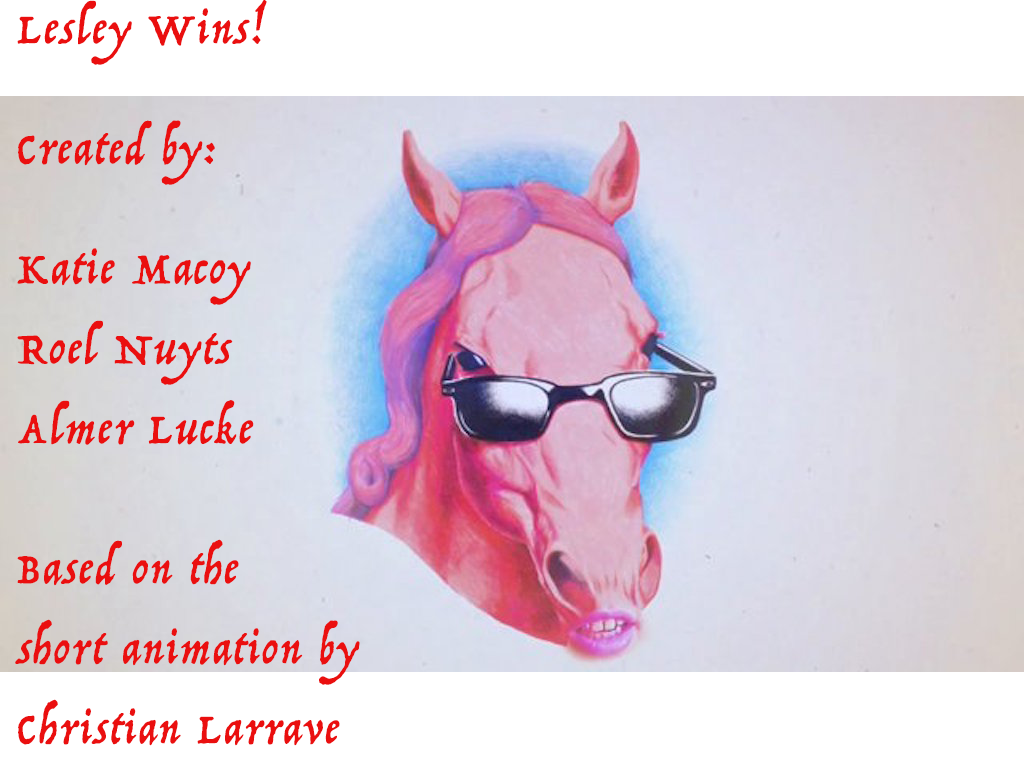 Lesley Wins!
Created by:
Katie Macoy
Roel Nuyts
Almer Lucke
Based on the
short animation by
Christian Larrave